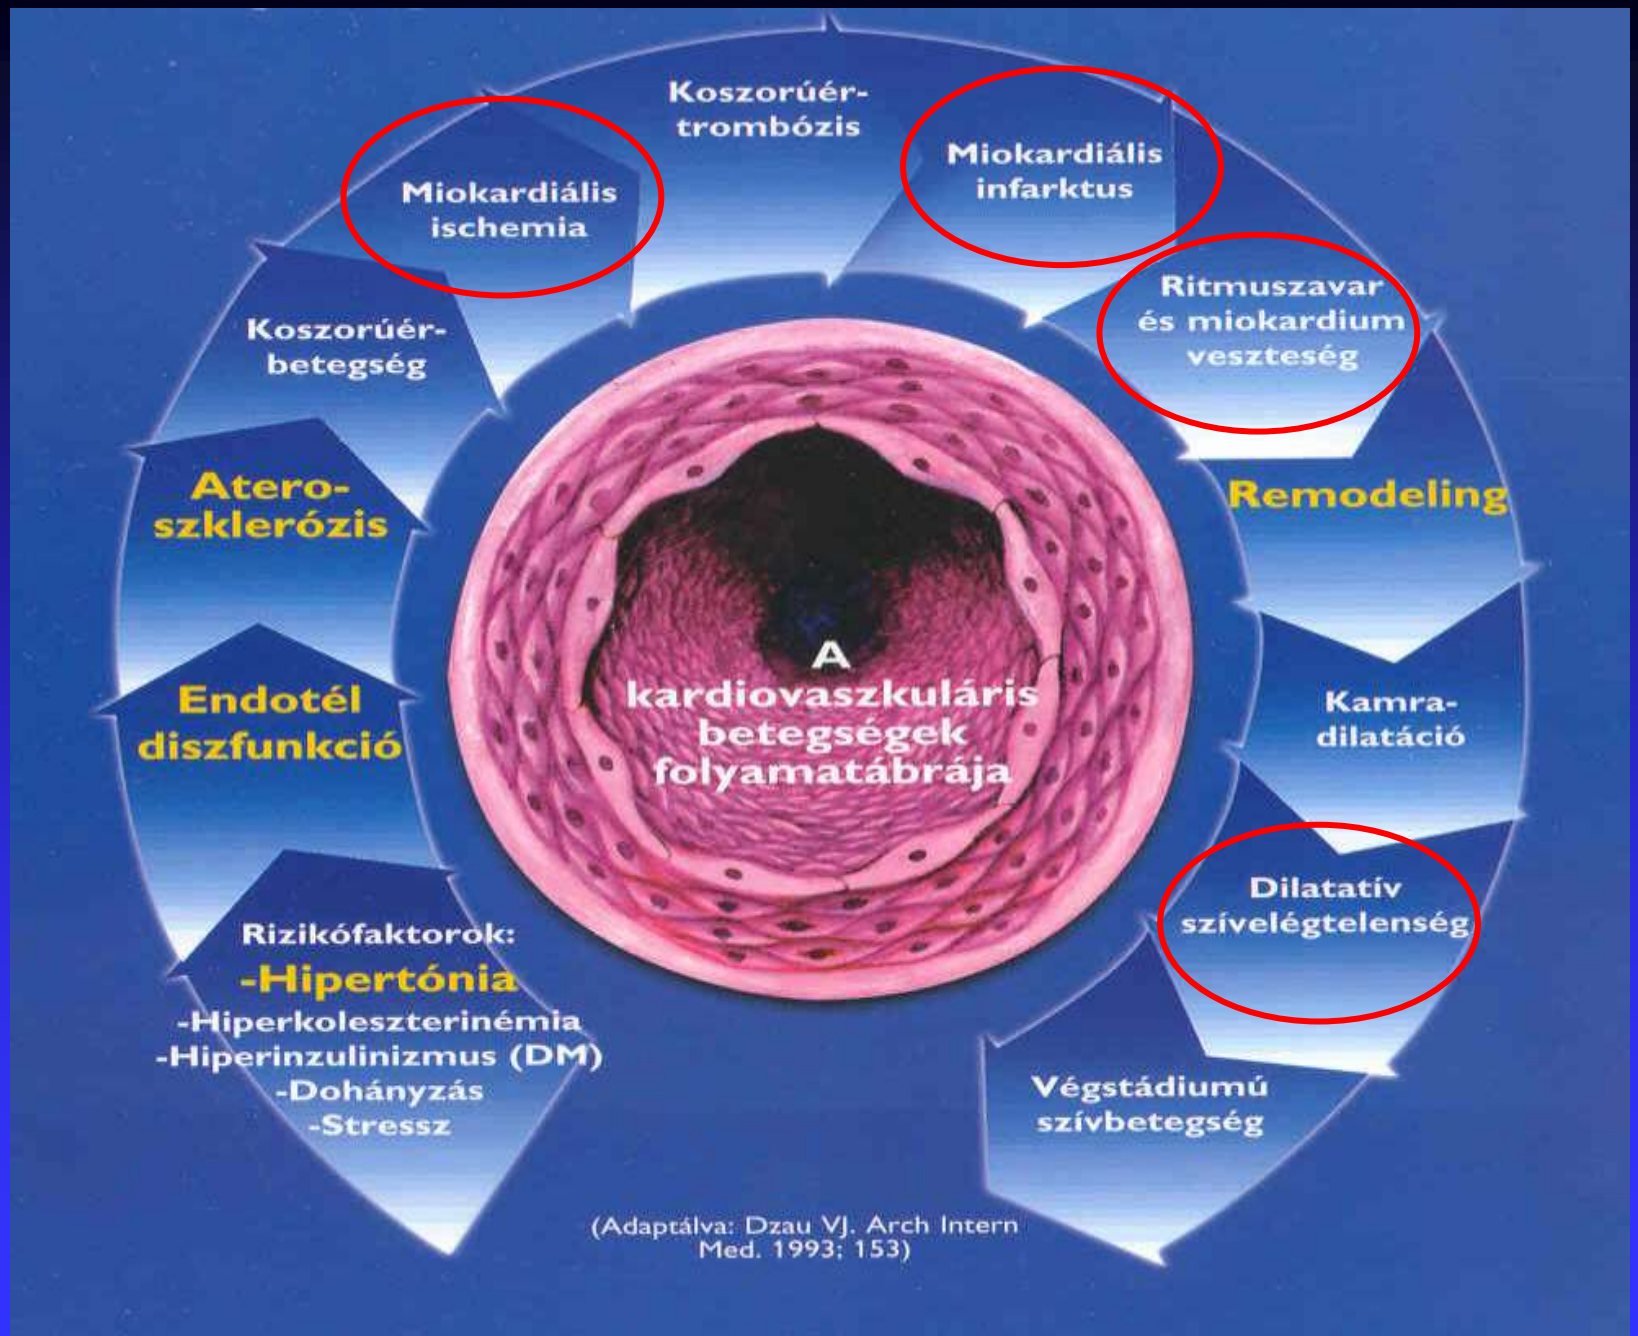 Koszorúér-
trombózis
Miokardiális
infarktus
Miokardiális
ischemia
Ritmuszavar
és miokardium
veszteség
Koszorúér-
betegség
Atero-
szklerózis
Remodeling
Endotél
diszfunkció
A
kardiovaszkuláris
betegségek
folyamatábrája
Kamra-
dilatáció
Dilatatív
szívelégtelenség
Rizikófaktorok:
-Hipertónia
-Hiperkoleszterinémia
-Hiperinzulinizmus (DM)
-Dohányzás
-Stressz
Végstádiumú
szívbetegség
(Adaptálva: Dzau VJ. Arch Intern
Med. 1993; 153)